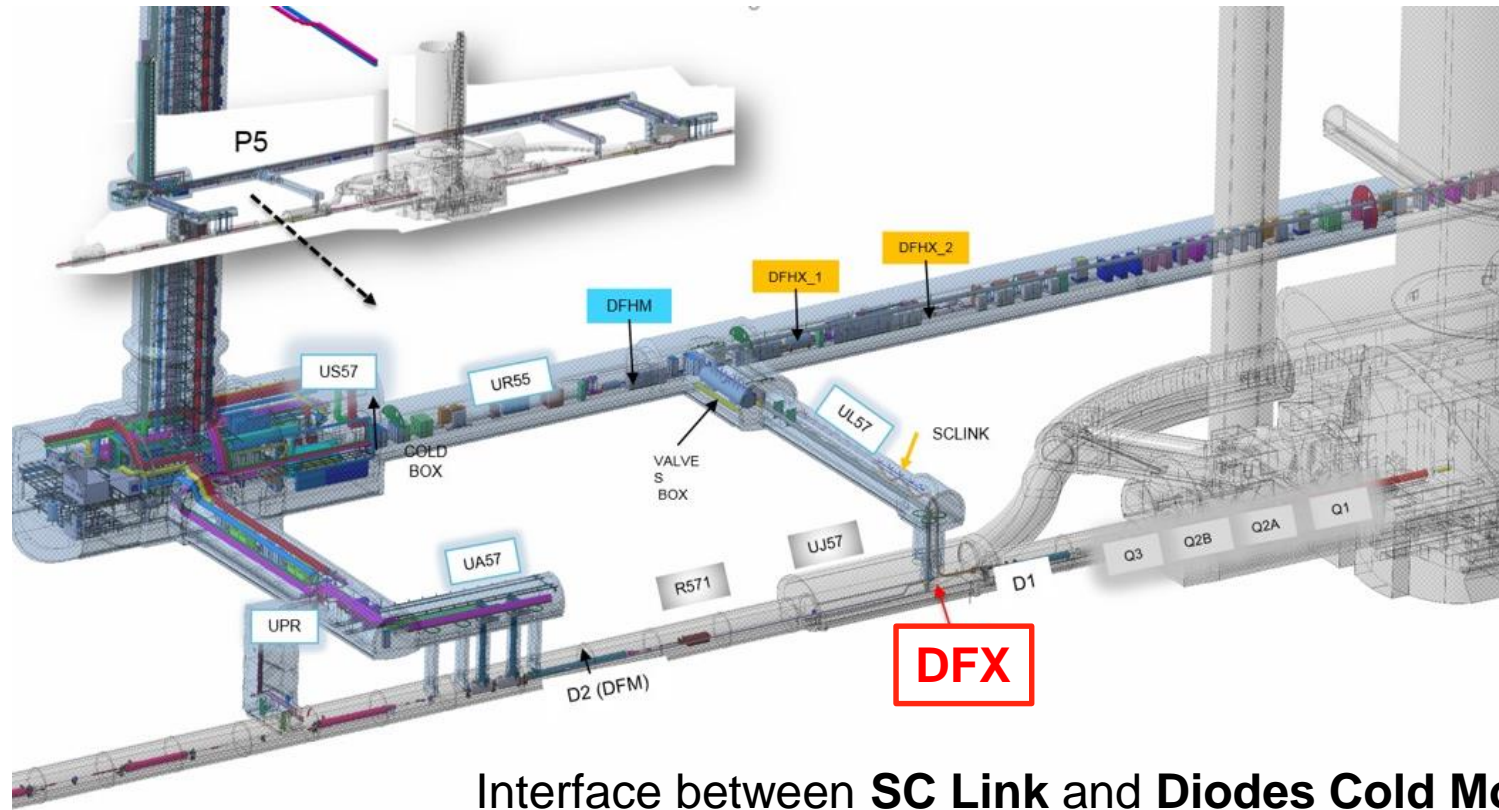 P5
DFHX_2
DFHX_1
DFHM
US57
UR55
UL57
SCLINK
COLD
BOX
VALVE
S
BOX
Q1
Q2A
Q2B
Q3
UJ57
UA57
R571
D1
UPR
DFX
D2 (DFM)
Interface between SC Link and Diodes Cold